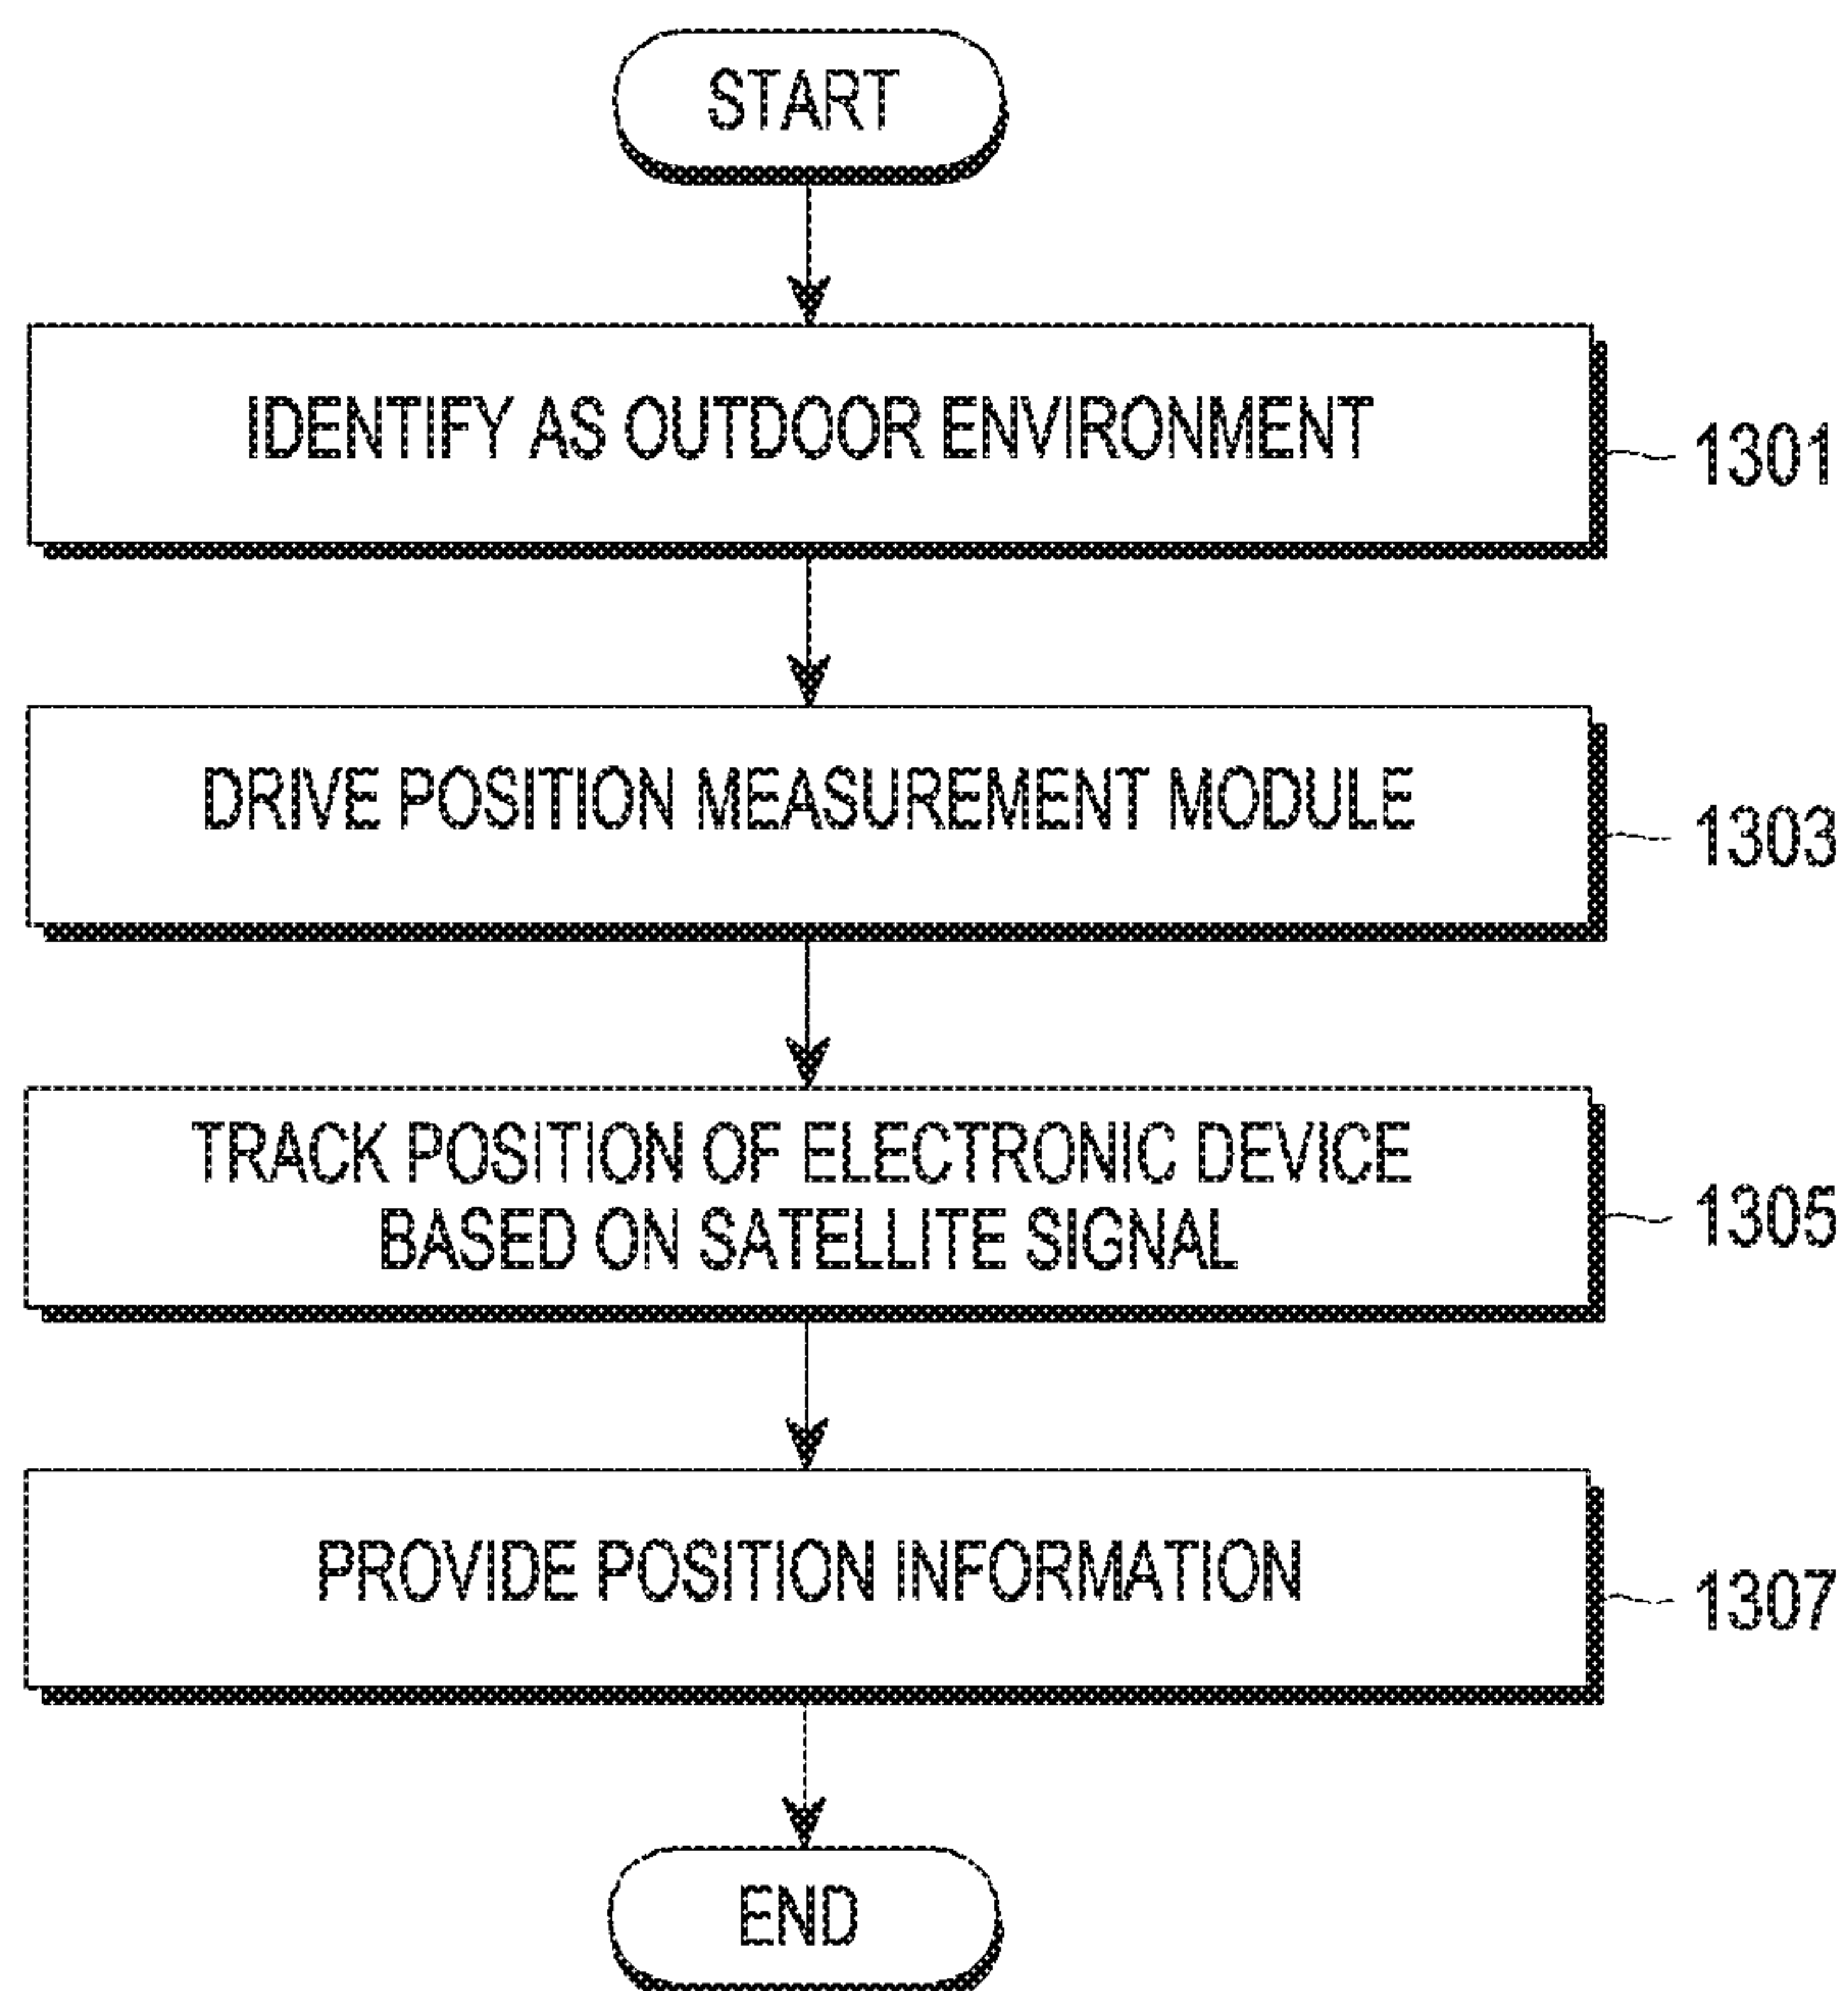 START
IDENTIFY AS OUTDOOR ENVIRONMENT
1301
DRIVE POSITION MEASUREMENT MODULE
1303
TRACK POSITION OF ELECTRONIC DEVICE
BASED ON SATELLITE SIGNAL
1305
PROVIDE POSITION INFORMATION
1307
END